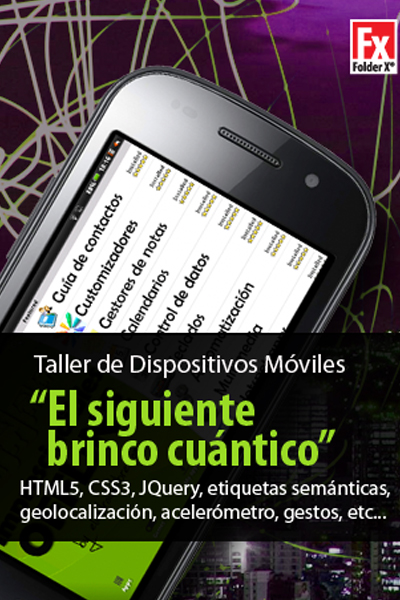 Fx
Folder X®
Guía de contactos
Customizadores
Gestores de notas
Calendarios
Control de datos
Taller de Dispositivos Móviles
“El siguiente
brinco cuántico”
HTML5, CSS3, JQuery, etiquetas semánticas,
geolocalización, acelerómetro, gestos, etc...